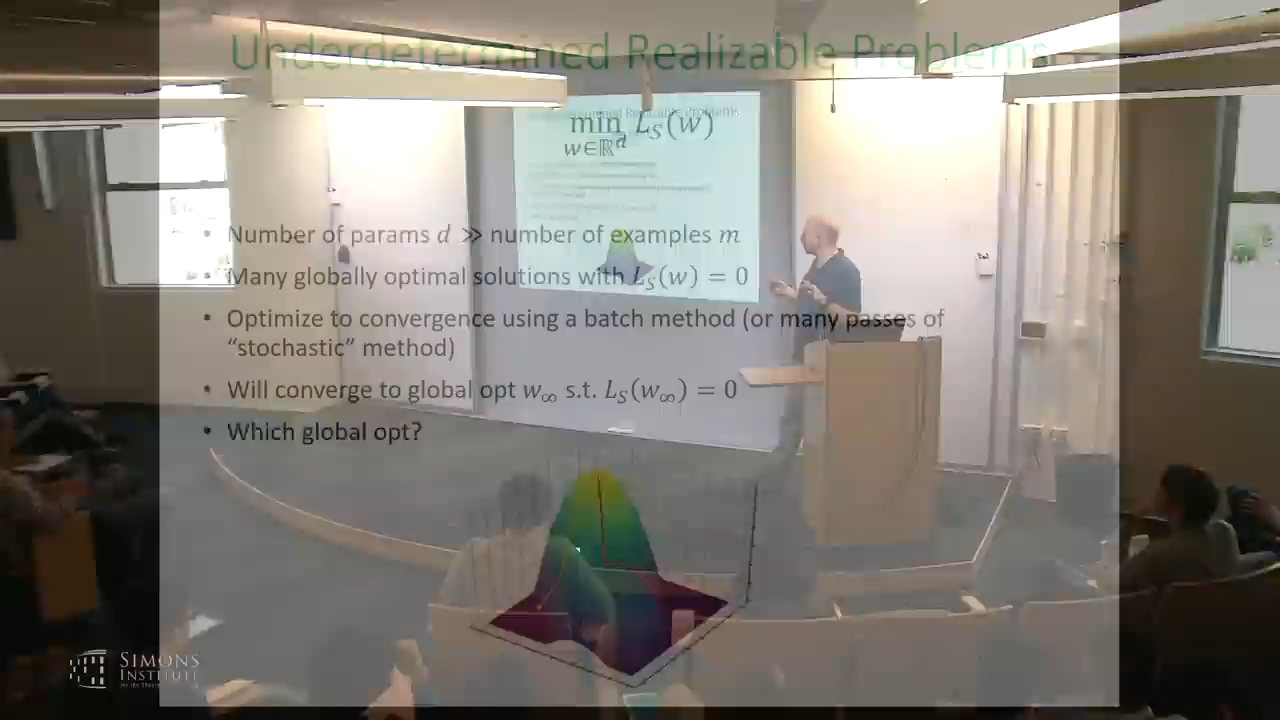 Underdetermined Realizable Problems
min L_S(w)
w∈ℝ^d
• Number of params d ≫ number of examples m
• Many globally optimal solutions with L_S(w) = 0
• Optimize to convergence using a batch method (or many passes of
“stochastic” method)
• Will converge to global opt w_∞ s.t. L_S(w_∞) = 0
• Which global opt?
SIMONS
INSTITUTE